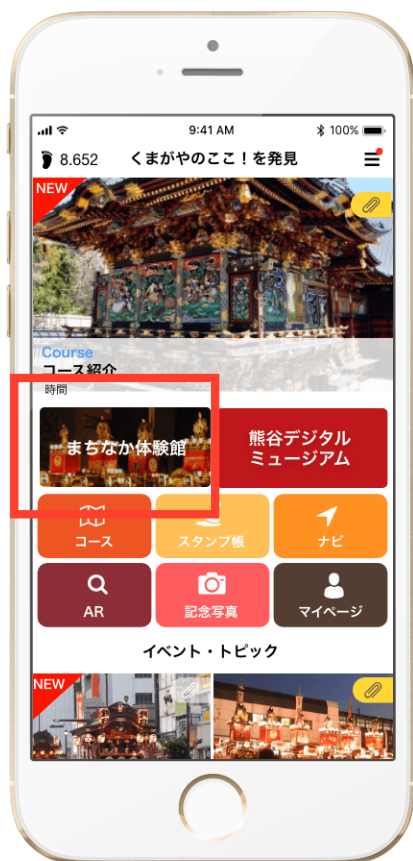 9:41 AM
100%
8.652
くまがやのここ！を発見
NEW
Course
コース紹介
時間
まちなか体験館
熊谷デジタル
ミュージアム
コース
スタンプ帳
ナビ
AR
記念写真
マイページ
イベント・トピック
NEW